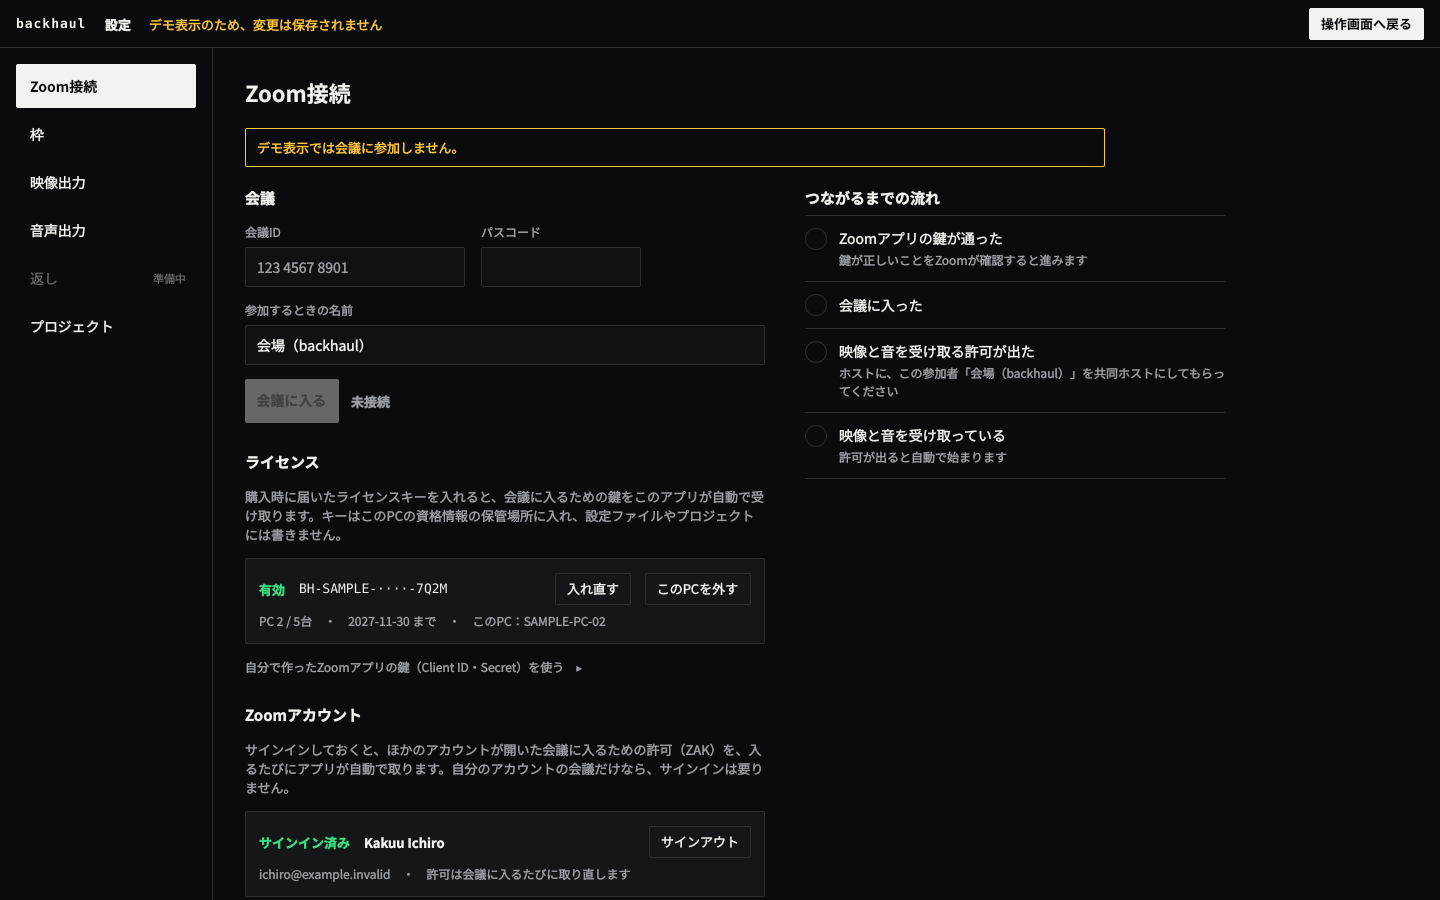 backhaul 設定 デモ表示のため、変更は保存されません 操作画面へ戻る
Zoom接続
枠
映像出力
音声出力
返し 準備中
プロジェクト
Zoom接続
デモ表示では会議に参加しません。
会議
会議ID パスコード
123 4567 8901
参加するときの名前
会場（backhaul）
会議に入る 未接続
ライセンス
購入時に届いたライセンスキーを入れると、会議に入るための鍵をこのアプリが自動で受
け取ります。キーはこのPCの資格情報の保管場所に入れ、設定ファイルやプロジェクト
には書きません。
有効 BH-SAMPLE-····-7Q2M 入れ直す このPCを外す
PC 2 / 5台 ・ 2027-11-30 まで ・ このPC：SAMPLE-PC-02
自分で作ったZoomアプリの鍵（Client ID・Secret）を使う ▸
Zoomアカウント
サインインしておくと、ほかのアカウントが開いた会議に入るための許可（ZAK）を、入
るたびにアプリが自動で取ります。自分のアカウントの会議だけなら、サインインは要り
ません。
サインイン済み Kakuu Ichiro サインアウト
ichiro@example.invalid ・ 許可は会議に入るたびに取り直します
つながるまでの流れ
Zoomアプリの鍵が通った
鍵が正しいことをZoomが確認すると進みます
会議に入った
映像と音を受け取る許可が出た
ホストに、この参加者「会場（backhaul）」を共同ホストにしてもらっ
てください
映像と音を受け取っている
許可が出ると自動で始まります